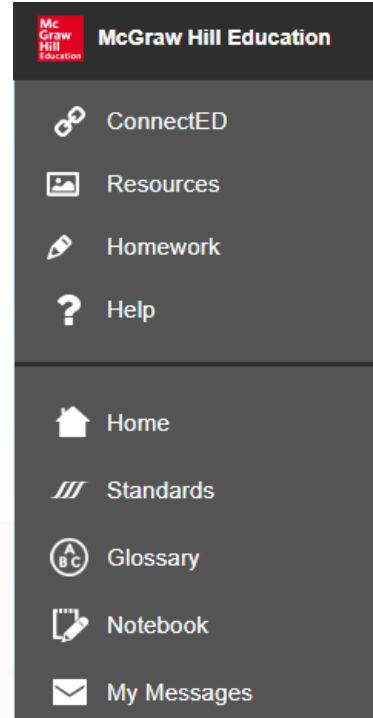 Mc
Graw
Hill
Education
McGraw Hill Education
ConnectED
Resources
Homework
? Help
Home
Standards
A
B C
Glossary
Notebook
My Messages